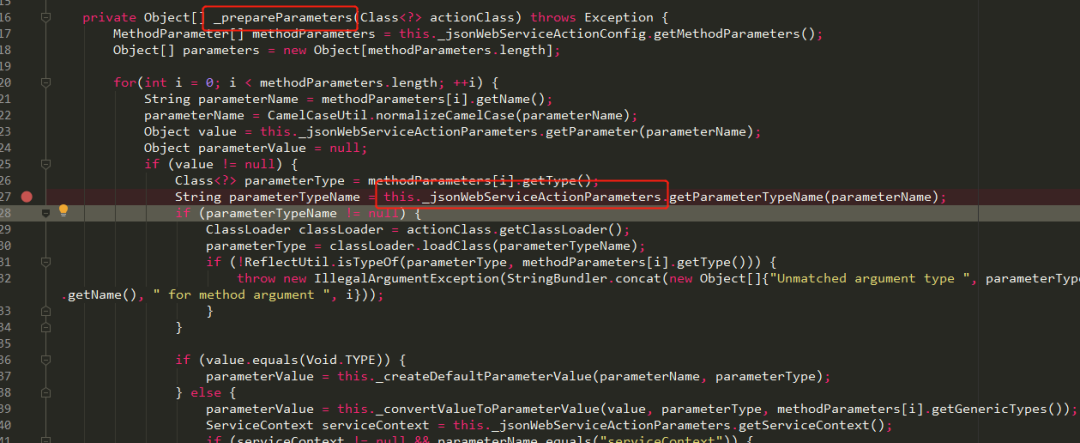 15
16 private Object[] _prepareParameters(Class<?> actionClass) throws Exception {
17 MethodParameter[] methodParameters = this._jsonWebServiceActionConfig.getMethodParameters();
18 Object[] parameters = new Object[methodParameters.length];
19
20 for(int i = 0; i < methodParameters.length; ++i) {
21 String parameterName = methodParameters[i].getName();
22 parameterName = CamelCaseUtil.normalizeCamelCase(parameterName);
23 Object value = this._jsonWebServiceActionParameters.getParameter(parameterName);
24 Object parameterValue = null;
25 if (value != null) {
26 Class<?> parameterType = methodParameters[i].getType();
27 String parameterTypeName = this._jsonWebServiceActionParameters.getParameterTypeName(parameterName);
28 if (parameterTypeName != null) {
29 ClassLoader classLoader = actionClass.getClassLoader();
30 parameterType = classLoader.loadClass(parameterTypeName);
31 if (!ReflectUtil.isTypeOf(parameterType, methodParameters[i].getType())) {
32 throw new IllegalArgumentException(StringBundler.concat(new Object[]{"Unmatched argument type ", parameterType
.getName(), " for method argument ", i}));
33 }
34 }
35
36 if (value.equals(Void.TYPE)) {
37 parameterValue = this._createDefaultParameterValue(parameterName, parameterType);
38 } else {
39 parameterValue = this._convertValueToParameterValue(value, parameterType, methodParameters[i].getGenericTypes());
40 ServiceContext serviceContext = this._jsonWebServiceActionParameters.getServiceContext();
41 if (serviceContext != null && parameterName.equals("serviceContext")) {